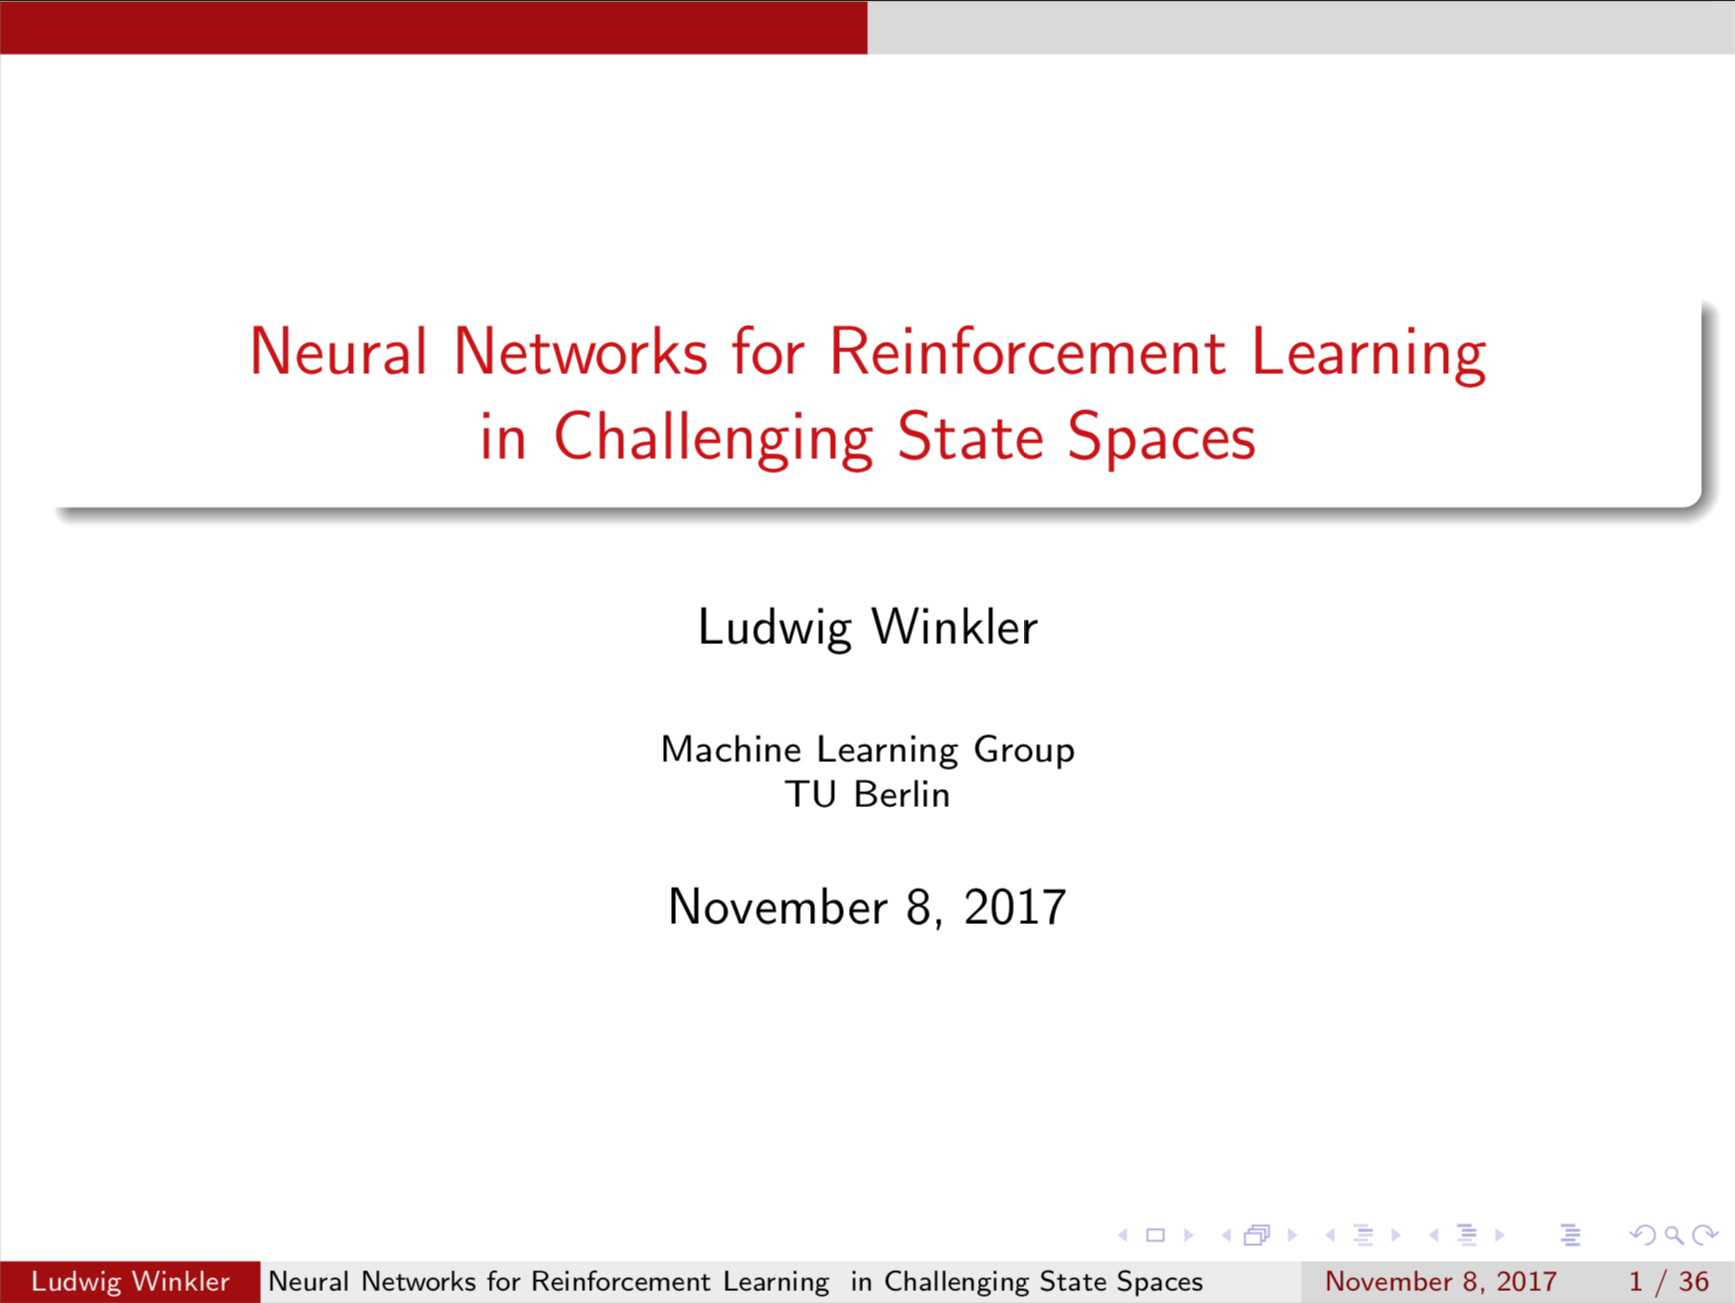 Neural Networks for Reinforcement Learning
in Challenging State Spaces
Ludwig Winkler
Machine Learning Group
TU Berlin
November 8, 2017
Ludwig Winkler Neural Networks for Reinforcement Learning in Challenging State Spaces November 8, 2017 1 / 36